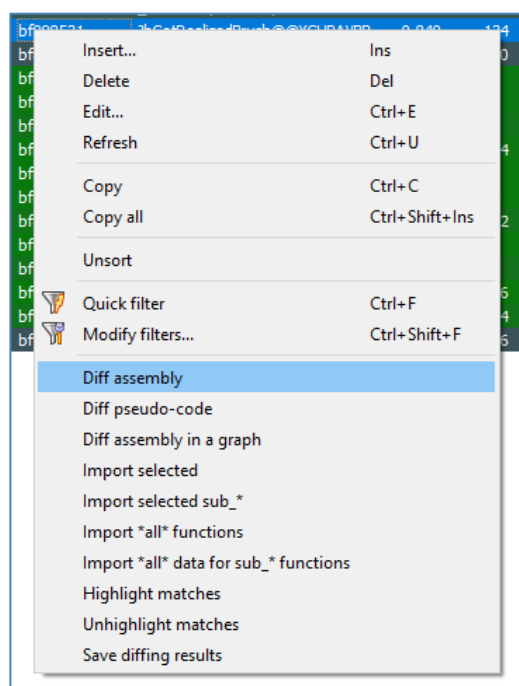 Insert... Ins
Delete Del
Edit... Ctrl+E
Refresh Ctrl+U
Copy Ctrl+C
Copy all Ctrl+Shift+Ins
Unsort
Quick filter Ctrl+F
Modify filters... Ctrl+Shift+F
Diff assembly
Diff pseudo-code
Diff assembly in a graph
Import selected
Import selected sub_*
Import *all* functions
Import *all* data for sub_* functions
Highlight matches
Unhighlight matches
Save diffing results